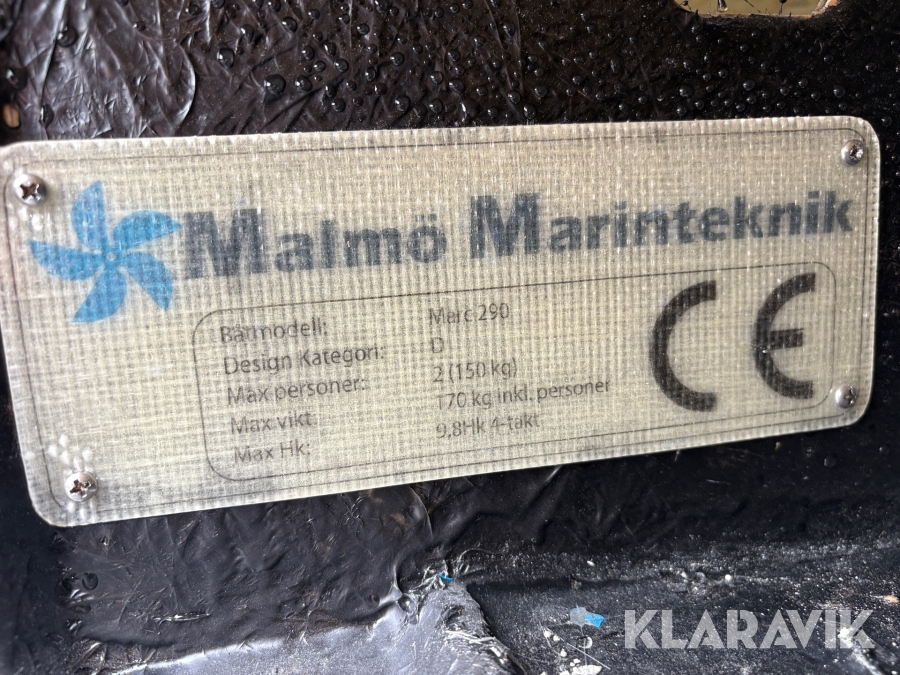 Malmö Marinteknik
Båtmodell: Marc 290
Design Kategori: D
Max personer: 2 (150 kg)
Max vikt: 170 kg inkl. personer
Max Hk: 9,8Hk 4-takt
CE
KLARAVIK